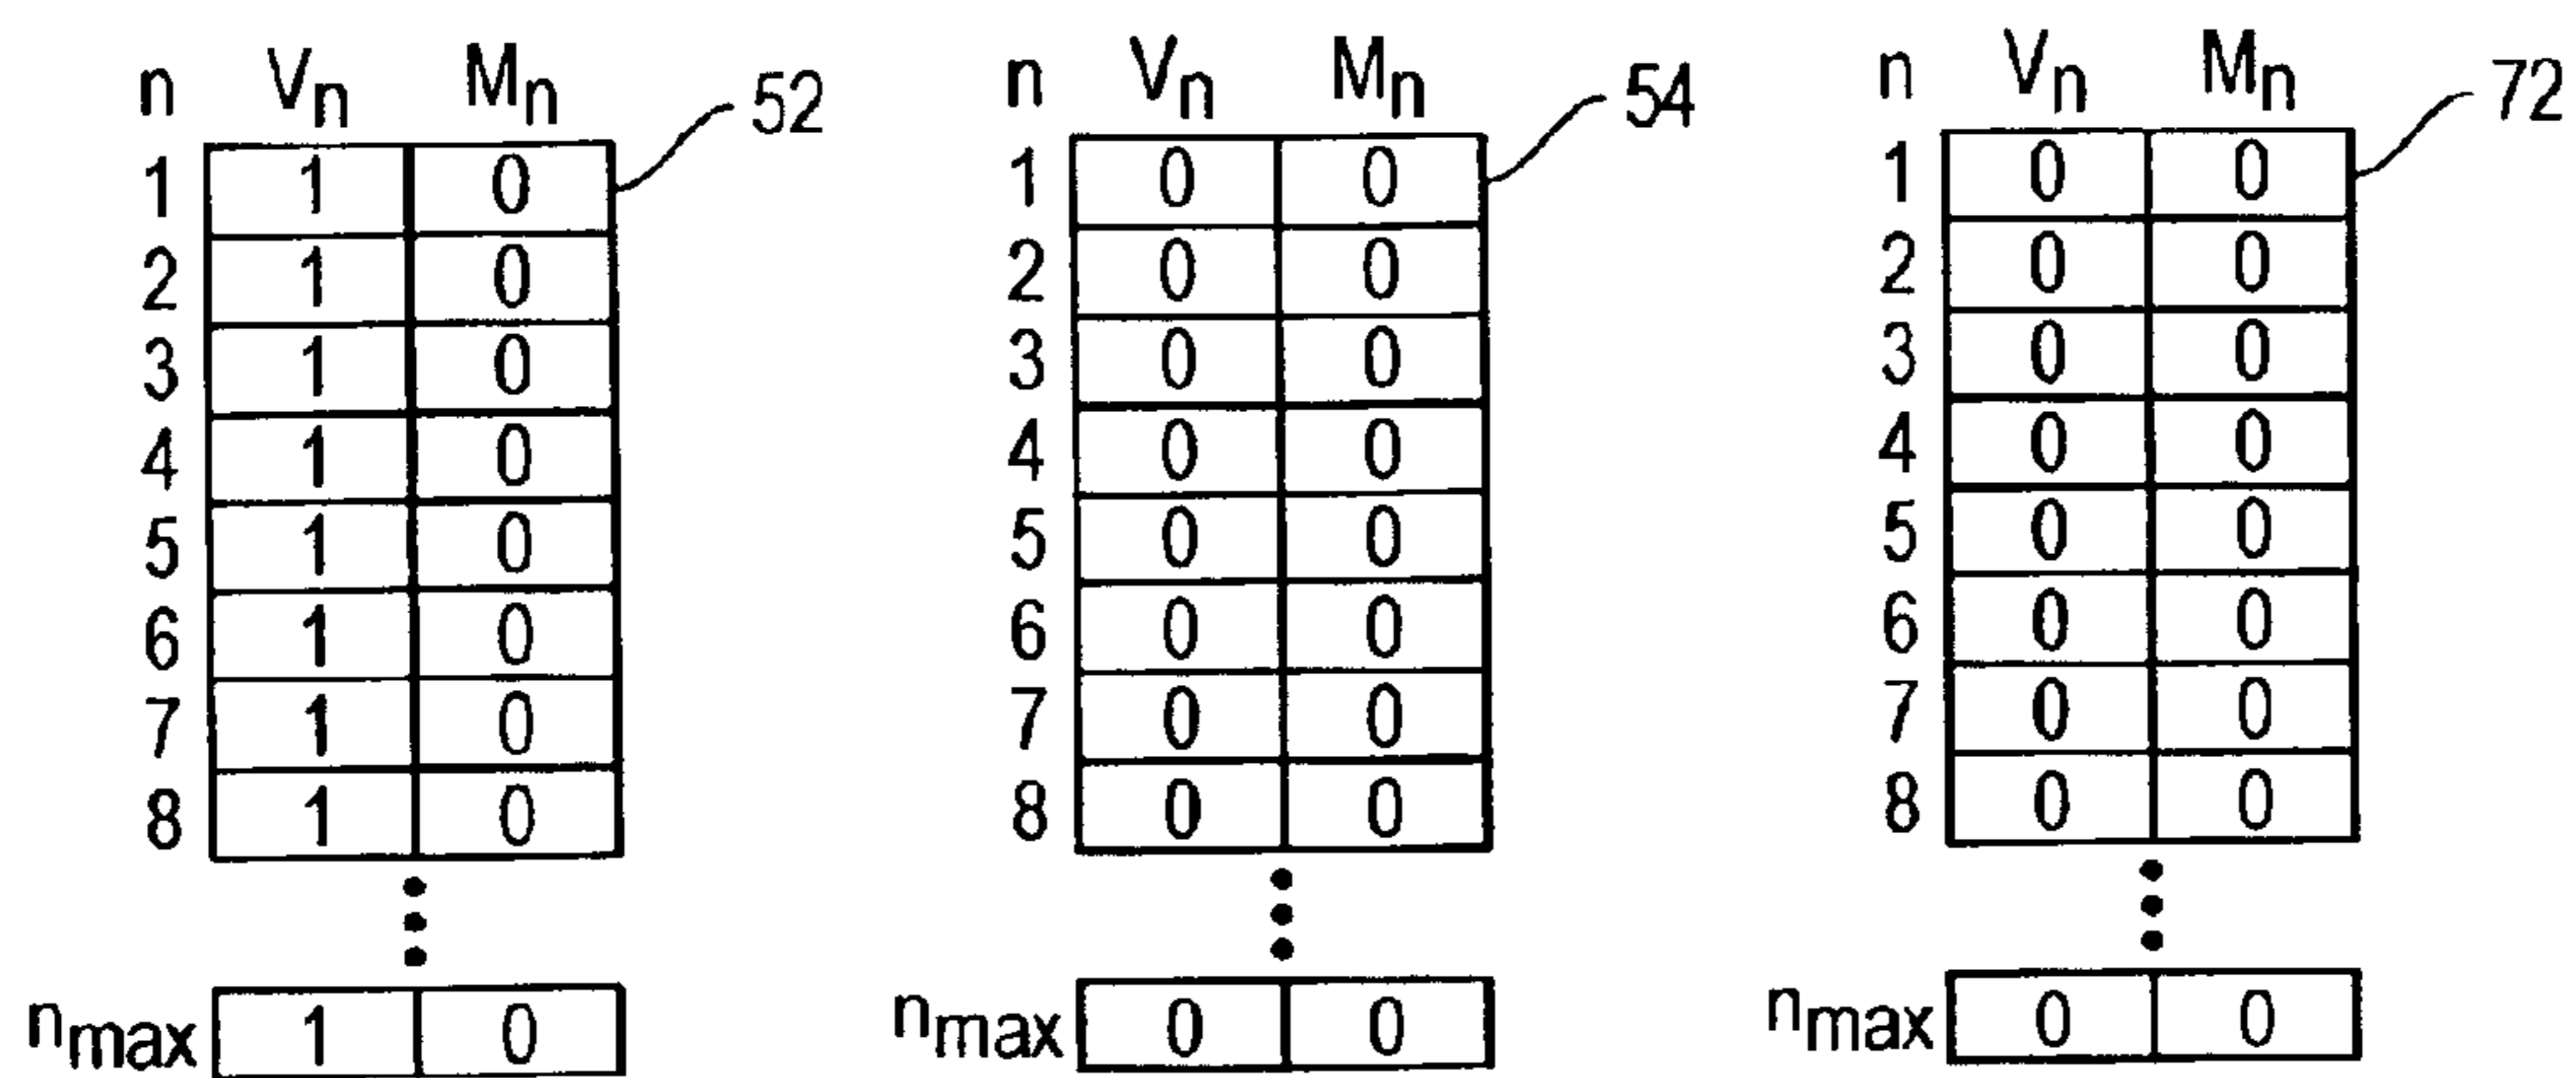 n Vn Mn 52
1 1 0
2 1 0
3 1 0
4 1 0
5 1 0
6 1 0
7 1 0
8 1 0
nmax 1 0
n Vn Mn 54
1 0 0
2 0 0
3 0 0
4 0 0
5 0 0
6 0 0
7 0 0
8 0 0
nmax 0 0
n Vn Mn 72
1 0 0
2 0 0
3 0 0
4 0 0
5 0 0
6 0 0
7 0 0
8 0 0
nmax 0 0